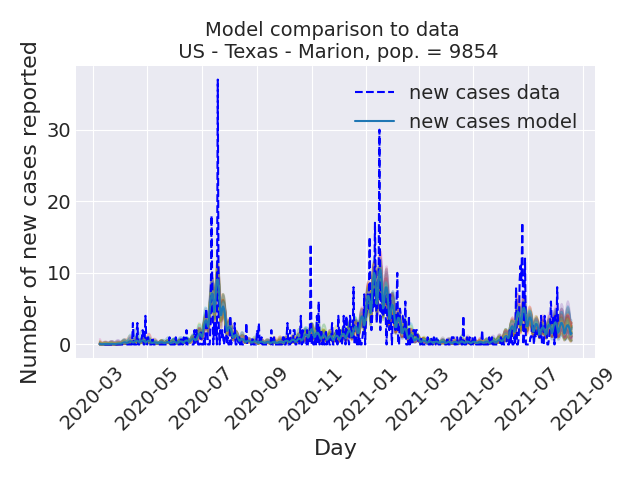 Model comparison to data
US - Texas - Marion, pop. = 9854
new cases data
new cases model
Number of new cases reported
30
20
10
0
2020-03
2020-05
2020-07
2020-09
2020-11
2021-01
2021-03
2021-05
2021-07
2021-09
Day